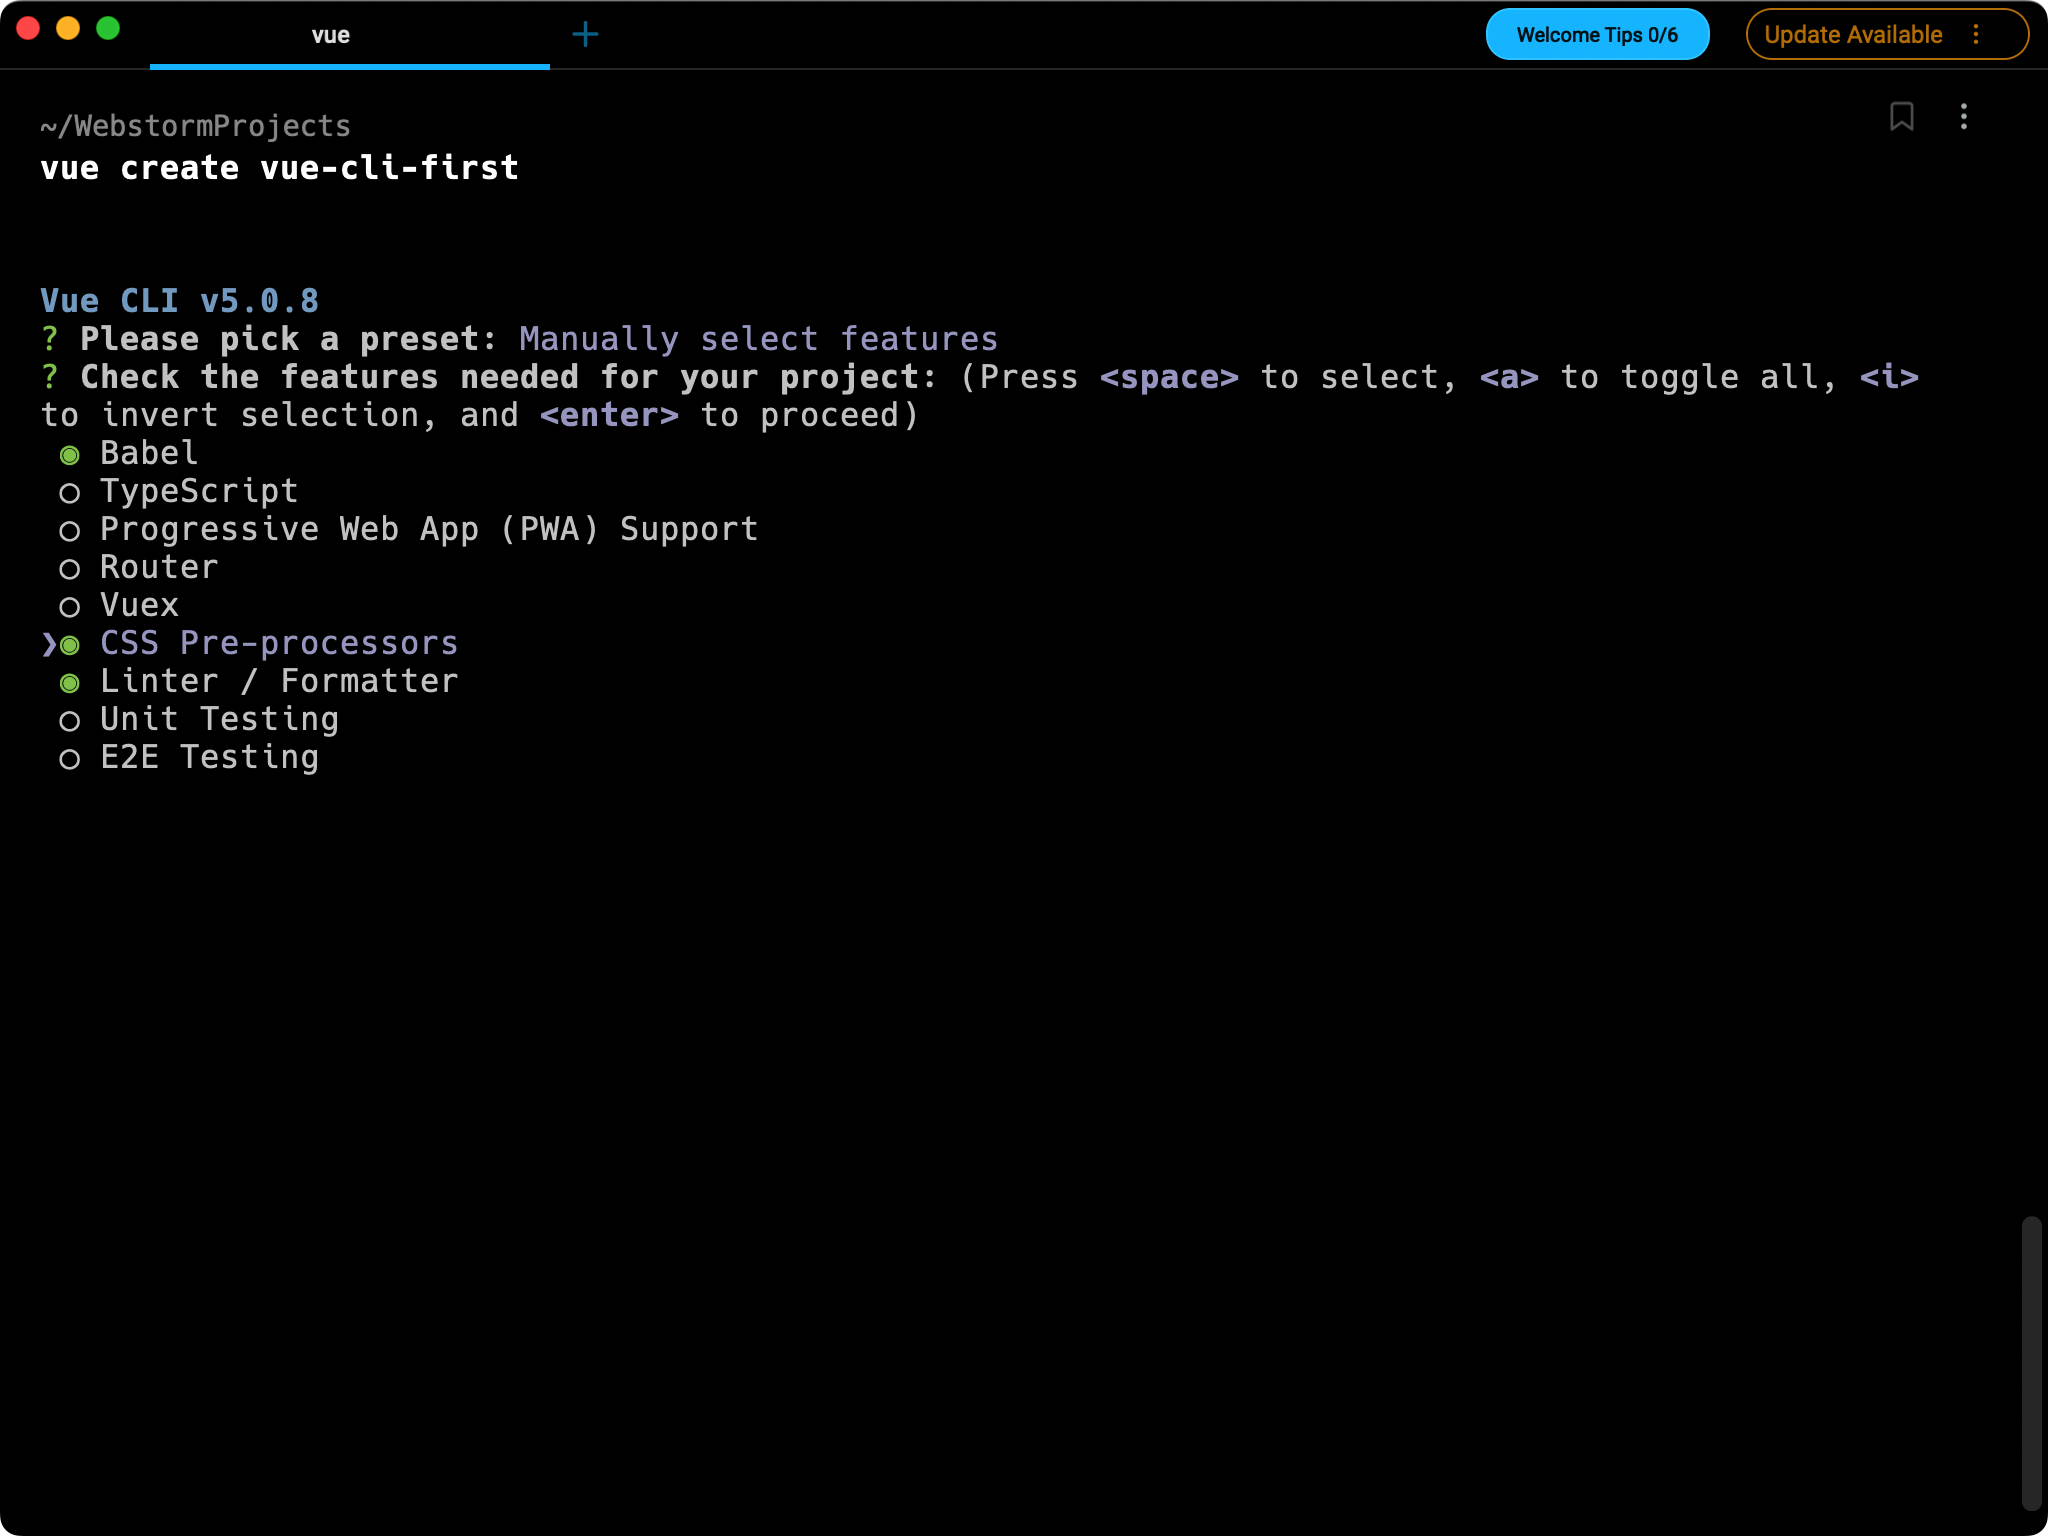 vue
Welcome Tips 0/6
Update Available
~/WebstormProjects
vue create vue-cli-first
Vue CLI v5.0.8
? Please pick a preset: Manually select features
? Check the features needed for your project: (Press <space> to select, <a> to toggle all, <i>
to invert selection, and <enter> to proceed)
◉ Babel
◯ TypeScript
◯ Progressive Web App (PWA) Support
◯ Router
◯ Vuex
❯◉ CSS Pre-processors
◉ Linter / Formatter
◯ Unit Testing
◯ E2E Testing